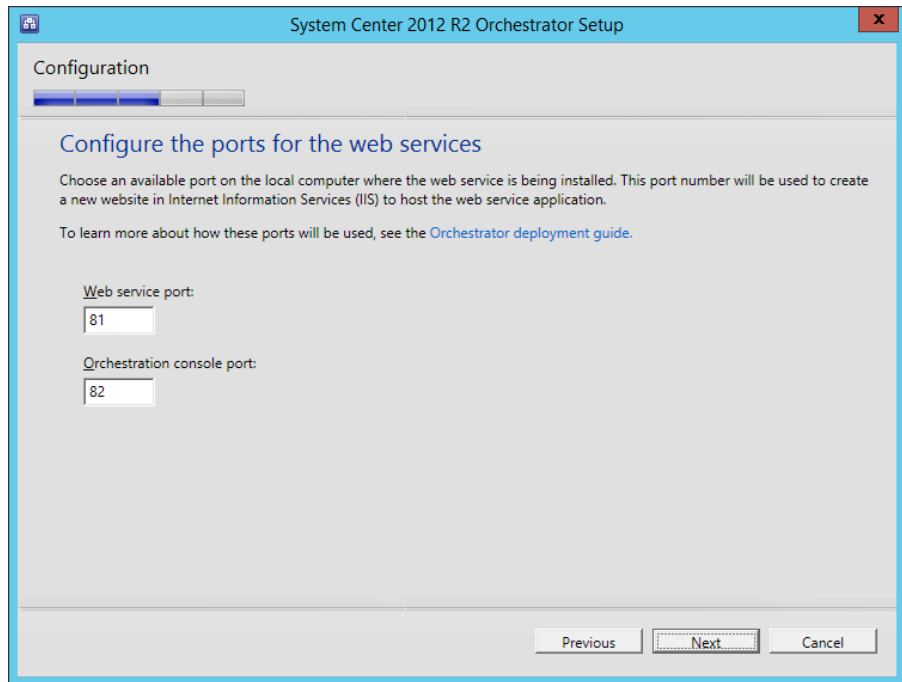 System Center 2012 R2 Orchestrator Setup
x
Configuration
Configure the ports for the web services
Choose an available port on the local computer where the web service is being installed. This port number will be used to create
a new website in Internet Information Services (IIS) to host the web service application.
To learn more about how these ports will be used, see the Orchestrator deployment guide.
Web service port:
81
Orchestration console port:
82
Previous Next Cancel